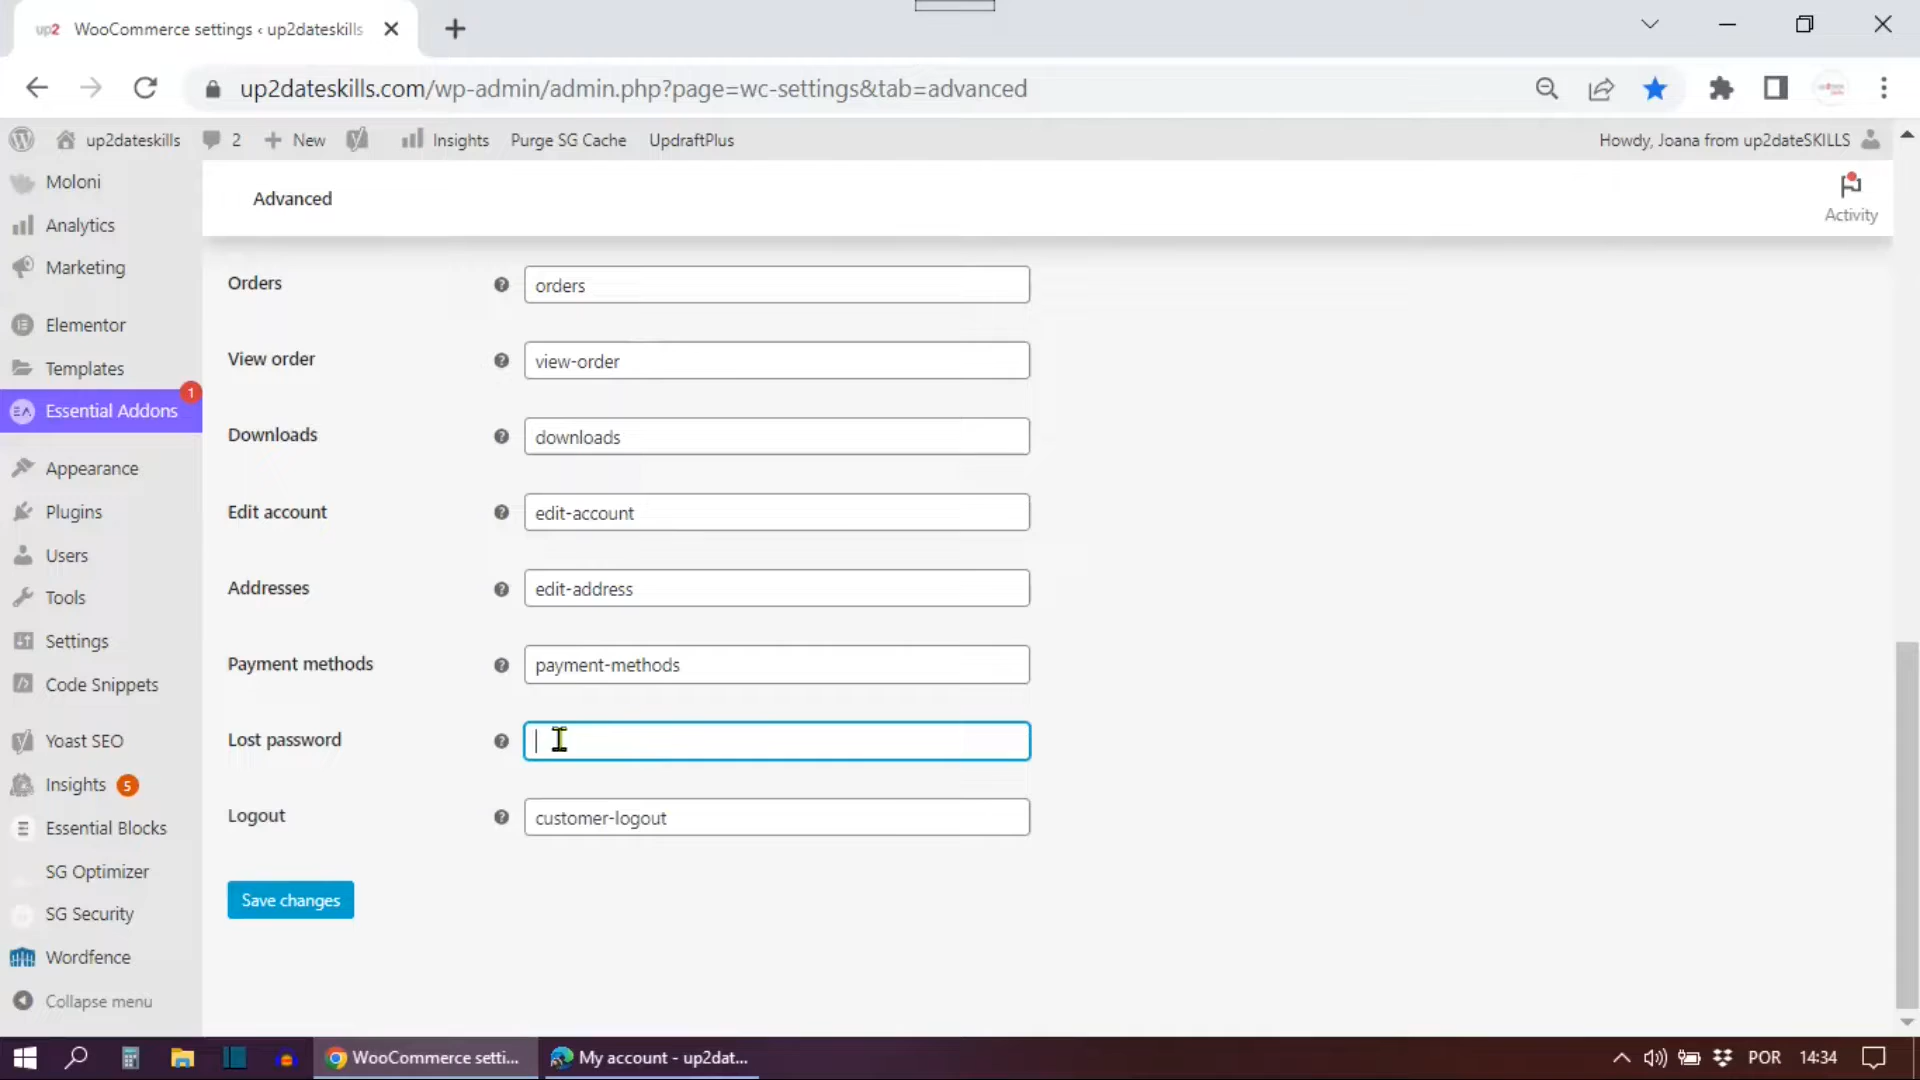 up2 WooCommerce settings ‹ up2dateskills
up2dateskills.com/wp-admin/admin.php?page=wc-settings&tab=advanced
up2dateskills 2 New Insights Purge SG Cache UpdraftPlus Howdy, Joana from up2dateSKILLS
Moloni
Analytics
Marketing
Elementor
Templates
Essential Addons 1
Appearance
Plugins
Users
Tools
Settings
Code Snippets
Yoast SEO
Insights 5
Essential Blocks
SG Optimizer
SG Security
Wordfence
Collapse menu
Advanced
Activity
Orders orders
View order view-order
Downloads downloads
Edit account edit-account
Addresses edit-address
Payment methods payment-methods
Lost password
Logout customer-logout
Save changes
WooCommerce setti... My account - up2dat... POR 14:34